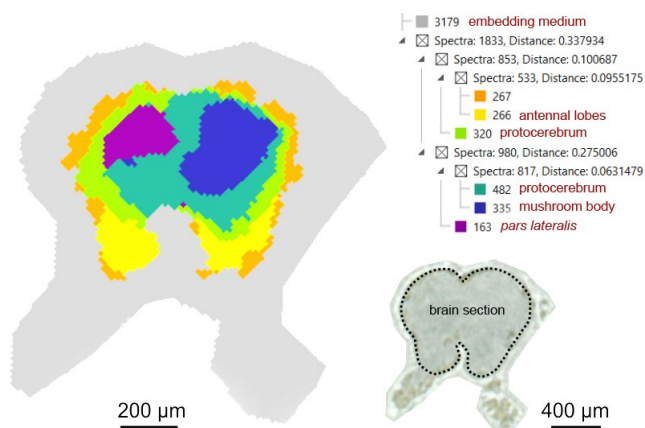 3179 embedding medium
Spectra: 1833, Distance: 0.337934
Spectra: 853, Distance: 0.100687
Spectra: 533, Distance: 0.0955175
267
266 antennal lobes
320 protocerebrum
Spectra: 980, Distance: 0.275006
Spectra: 817, Distance: 0.0631479
482 protocerebrum
335 mushroom body
163 pars lateralis
brain section
200 µm
400 µm